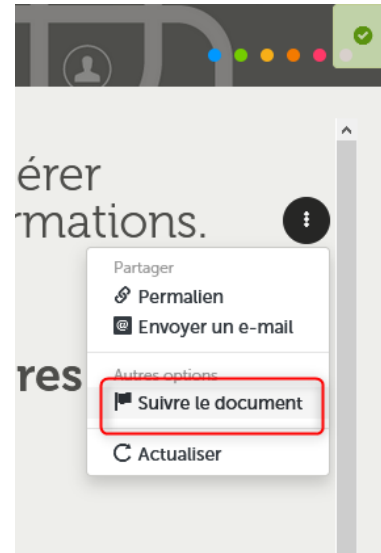 érer
rmations.
Partager
Permalien
Envoyer un e-mail
res
Autres options
Suivre le document
Actualiser